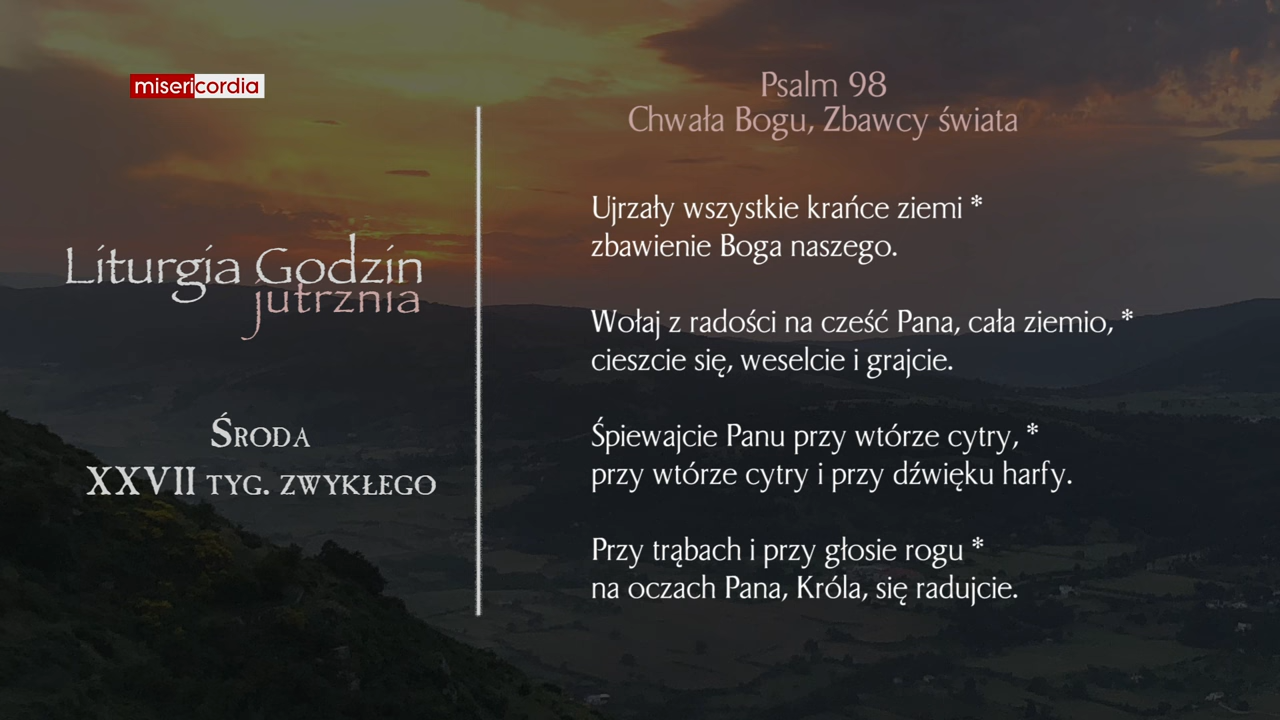 misericordia
Liturgia Godzin
jutrznia
Środa
XXVII tyg. zwykłego
Psalm 98
Chwała Bogu, Zbawcy świata
Ujrzały wszystkie krańce ziemi *
zbawienie Boga naszego.
Wołaj z radości na cześć Pana, cała ziemio, *
cieszcie się, weselcie i grajcie.
Śpiewajcie Panu przy wtórze cytry, *
przy wtórze cytry i przy dźwięku harfy.
Przy trąbach i przy głosie rogu *
na oczach Pana, Króla, się radujcie.